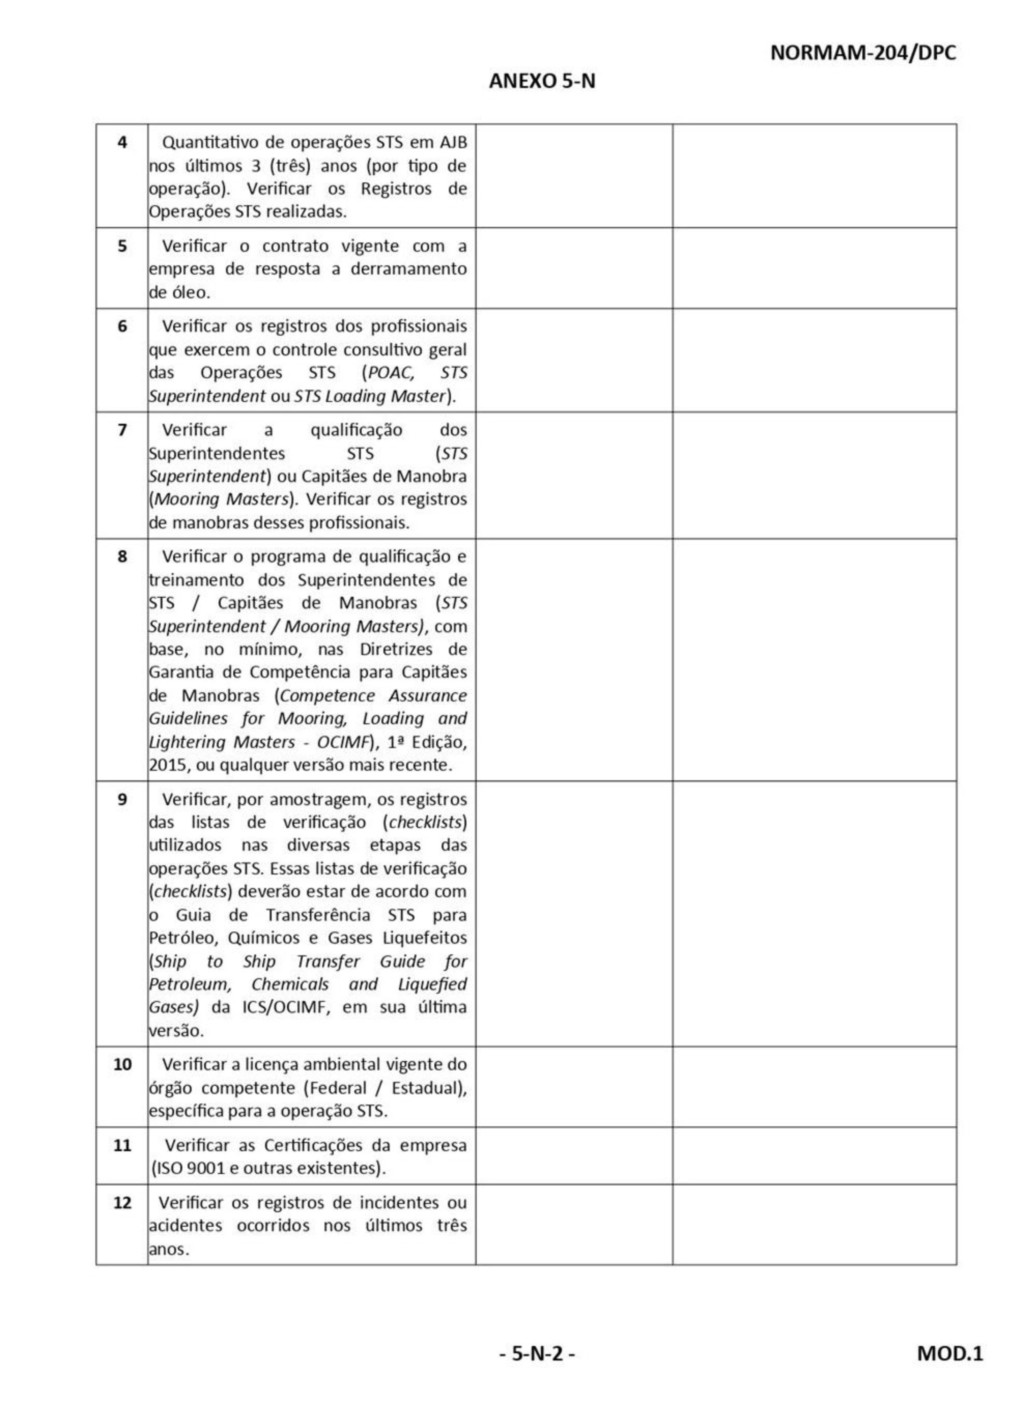 NORMAM-204/DPC
ANEXO 5-N
4 Quantitativo de operações STS em AJB
nos últimos 3 (três) anos (por tipo de
operação). Verificar os Registros de
Operações STS realizadas.
5 Verificar o contrato vigente com a
empresa de resposta a derramamento
de óleo.
6 Verificar os registros dos profissionais
que exercem o controle consultivo geral
das Operações STS (POAC, STS
Superintendent ou STS Loading Master).
7 Verificar a qualificação dos
Superintendentes STS (STS
Superintendent) ou Capitães de Manobra
(Mooring Masters). Verificar os registros
de manobras desses profissionais.
8 Verificar o programa de qualificação e
treinamento dos Superintendentes de
STS / Capitães de Manobras (STS
Superintendent / Mooring Masters), com
base, no mínimo, nas Diretrizes de
Garantia de Competência para Capitães
de Manobras (Competence Assurance
Guidelines for Mooring, Loading and
Lightering Masters - OCIMF), 1ª Edição,
2015, ou qualquer versão mais recente.
9 Verificar, por amostragem, os registros
das listas de verificação (checklists)
utilizados nas diversas etapas das
operações STS. Essas listas de verificação
(checklists) deverão estar de acordo com
o Guia de Transferência STS para
Petróleo, Químicos e Gases Liquefeitos
(Ship to Ship Transfer Guide for
Petroleum, Chemicals and Liquefied
Gases) da ICS/OCIMF, em sua última
versão.
10 Verificar a licença ambiental vigente do
órgão competente (Federal / Estadual),
específica para a operação STS.
11 Verificar as Certificações da empresa
(ISO 9001 e outras existentes).
12 Verificar os registros de incidentes ou
acidentes ocorridos nos últimos três
anos.
- 5-N-2 -
MOD.1